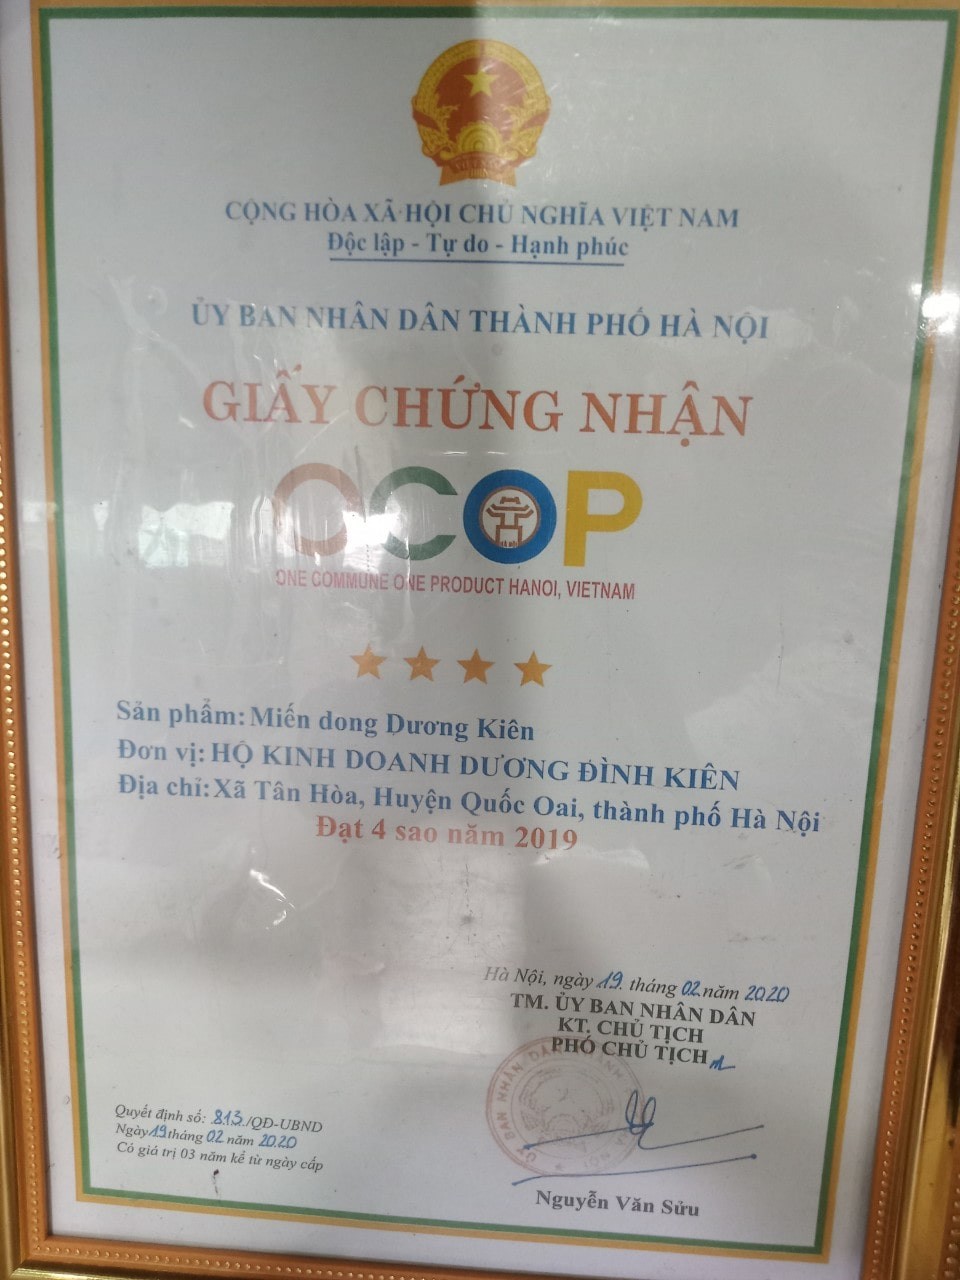 CỘNG HÒA XÃ HỘI CHỦ NGHĨA VIỆT NAM
Độc lập - Tự do - Hạnh phúc
ỦY BAN NHÂN DÂN THÀNH PHỐ HÀ NỘI
GIẤY CHỨNG NHẬN
OCOP
HÀ NỘI
ONE COMMUNE ONE PRODUCT HANOI, VIETNAM
Sản phẩm: Miến dong Dương Kiên
Đơn vị: HỘ KINH DOANH DƯƠNG ĐÌNH KIÊN
Địa chỉ: Xã Tân Hòa, Huyện Quốc Oai, thành phố Hà Nội
Đạt 4 sao năm 2019
Hà Nội, ngày 19 tháng 02 năm 2020
TM. ỦY BAN NHÂN DÂN
KT. CHỦ TỊCH
PHÓ CHỦ TỊCH
Quyết định số: 813./QĐ-UBND
Ngày 19 tháng 02 năm 2020
Có giá trị 03 năm kể từ ngày cấp
Nguyễn Văn Sửu